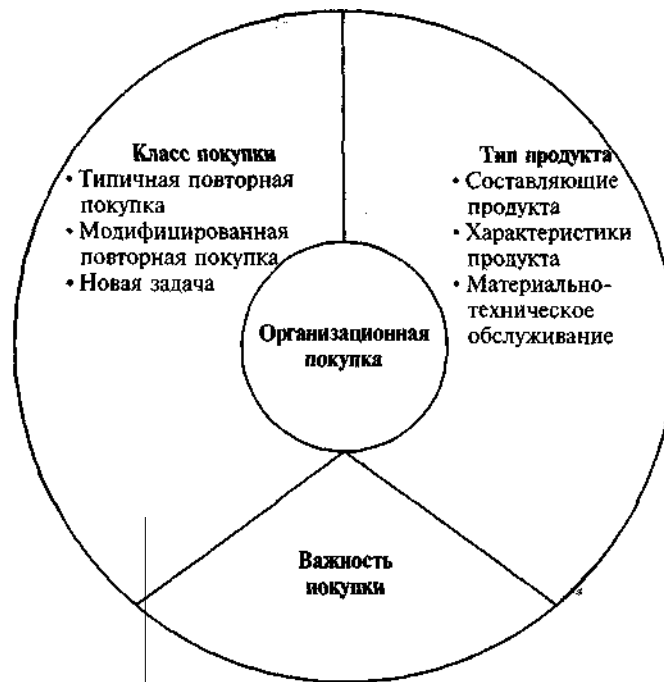 Класс покупки
• Типичная повторная
покупка
• Модифицированная
повторная покупка
• Новая задача
Тип продукта
• Составляющие
продукта
• Характеристики
продукта
• Материально-
техническое
обслуживание
Организационная
покупка
Важность
покупки